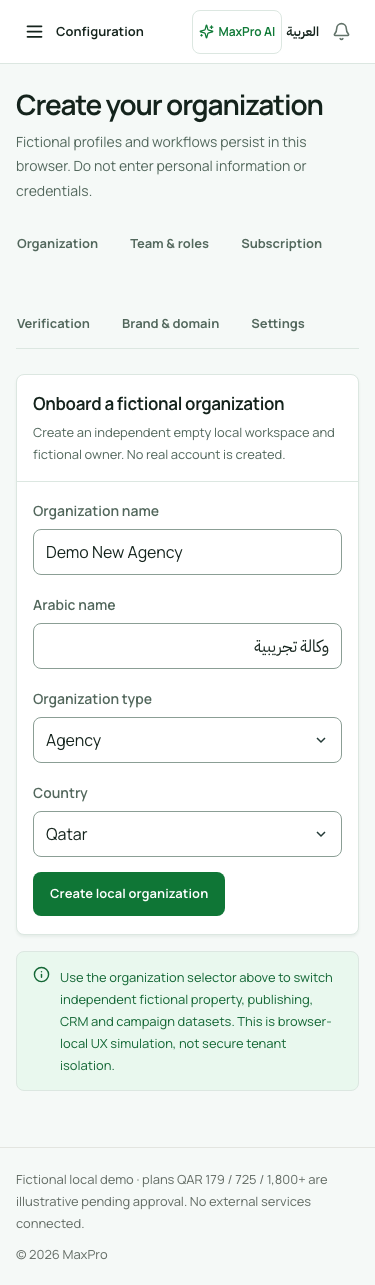 Configuration
MaxPro AI
العربية
Create your organization
Fictional profiles and workflows persist in this
browser. Do not enter personal information or
credentials.
Organization
Team & roles
Subscription
Verification
Brand & domain
Settings
Onboard a fictional organization
Create an independent empty local workspace and
fictional owner. No real account is created.
Organization name
Demo New Agency
Arabic name
وكالة تجريبية
Organization type
Agency
Country
Qatar
Create local organization
Use the organization selector above to switch
independent fictional property, publishing,
CRM and campaign datasets. This is browser-
local UX simulation, not secure tenant
isolation.
Fictional local demo · plans QAR 179 / 725 / 1,800+ are
illustrative pending approval. No external services
connected.
© 2026 MaxPro